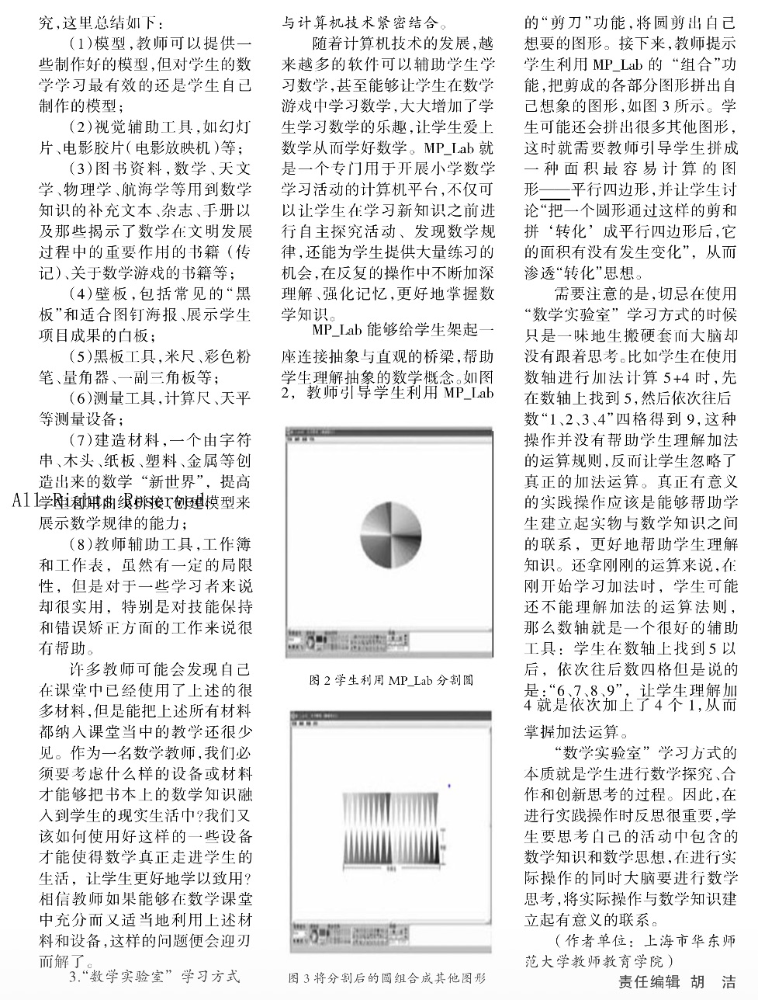 究,这里总结如下:
(1)模型,教师可以提供一
些制作好的模型,但对学生的数
学学习最有效的还是学生自己
制作的模型;
(2)视觉辅助工具,如幻灯
片、电影胶片(电影放映机)等;
(3)图书资料,数学、天文
学、物理学、航海学等用到数学
知识的补充文本、杂志、手册以
及那些揭示了数学在文明发展
过程中的重要作用的书籍(传
记)、关于数学游戏的书籍等;
(4)壁板,包括常见的“黑
板”和适合图钉海报、展示学生
项目成果的白板;
(5)黑板工具,米尺、彩色粉
笔、量角器、一副三角板等;
(6)测量工具,计算尺、天平
等测量设备;
(7)建造材料,一个由字符
串、木头、纸板、塑料、金属等创
造出来的数学“新世界”,提高
学生利用曲线拼接、创建模型来
All Rights Reserved.
展示数学规律的能力;
(8)教师辅助工具,工作簿
和工作表,虽然有一定的局限
性,但是对于一些学习者来说
却很实用,特别是对技能保持
和错误矫正方面的工作来说很
有帮助。
许多教师可能会发现自己
在课堂中已经使用了上述的很
多材料,但是能把上述所有材料
都纳入课堂当中的教学还很少
见。作为一名数学教师,我们必
须要考虑什么样的设备或材料
才能够把书本上的数学知识融
入到学生的现实生活中?我们又
该如何使用好这样的一些设备
才能使得数学真正走进学生的
生活,让学生更好地学以致用?
相信教师如果能够在数学课堂
中充分而又适当地利用上述材
料和设备,这样的问题便会迎刃
而解了。
3.“数学实验室”学习方式
与计算机技术紧密结合。
随着计算机技术的发展,越
来越多的软件可以辅助学生学
习数学,甚至能够让学生在数学
游戏中学习数学,大大增加了学
生学习数学的乐趣,让学生爱上
数学从而学好数学。MP_Lab 就
是一个专门用于开展小学数学
学习活动的计算机平台,不仅可
以让学生在学习新知识之前进
行自主探究活动、发现数学规
律,还能为学生提供大量练习的
机会,在反复的操作中不断加深
理解、强化记忆,更好地掌握数
学知识。
MP_Lab 能够给学生架起一
座连接抽象与直观的桥梁,帮助
学生理解抽象的数学概念。如图
2,教师引导学生利用 MP_Lab
图 2 学生利用 MP_Lab 分割圆
图 3 将分割后的圆组合成其他图形
的“剪刀”功能,将圆剪出自己
想要的图形。接下来,教师提示
学生利用 MP_Lab 的“组合”功
能,把剪成的各部分图形拼出自
己想象的图形,如图 3 所示。学
生可能还会拼出很多其他图形,
这时就需要教师引导学生拼成
一种面积最容易计算的图
形——平行四边形,并让学生讨
论“把一个圆形通过这样的剪和
拼‘转化’成平行四边形后,它
的面积有没有发生变化”,从而
渗透“转化”思想。
需要注意的是,切忌在使用
“数学实验室”学习方式的时候
只是一味地生搬硬套而大脑却
没有跟着思考。比如学生在使用
数轴进行加法计算 5+4 时,先
在数轴上找到 5,然后依次往后
数“1、2、3、4”四格得到 9,这种
操作并没有帮助学生理解加法
的运算规则,反而让学生忽略了
真正的加法运算。真正有意义
的实践操作应该是能够帮助学
生建立起实物与数学知识之间
的联系,更好地帮助学生理解
知识。还拿刚刚的运算来说,在
刚开始学习加法时,学生可能
还不能理解加法的运算法则,
那么数轴就是一个很好的辅助
工具:学生在数轴上找到 5 以
后,依次往后数四格但是说的
是:“6、7、8、9”,让学生理解加
4 就是依次加上了 4 个 1,从而
掌握加法运算。
“数学实验室”学习方式的
本质就是学生进行数学探究、合
作和创新思考的过程。因此,在
进行实践操作时反思很重要,学
生要思考自己的活动中包含的
数学知识和数学思想,在进行实
际操作的同时大脑要进行数学
思考,将实际操作与数学知识建
立起有意义的联系。
(作者单位:上海市华东师
范大学教师教育学院)
责任编辑 胡 洁